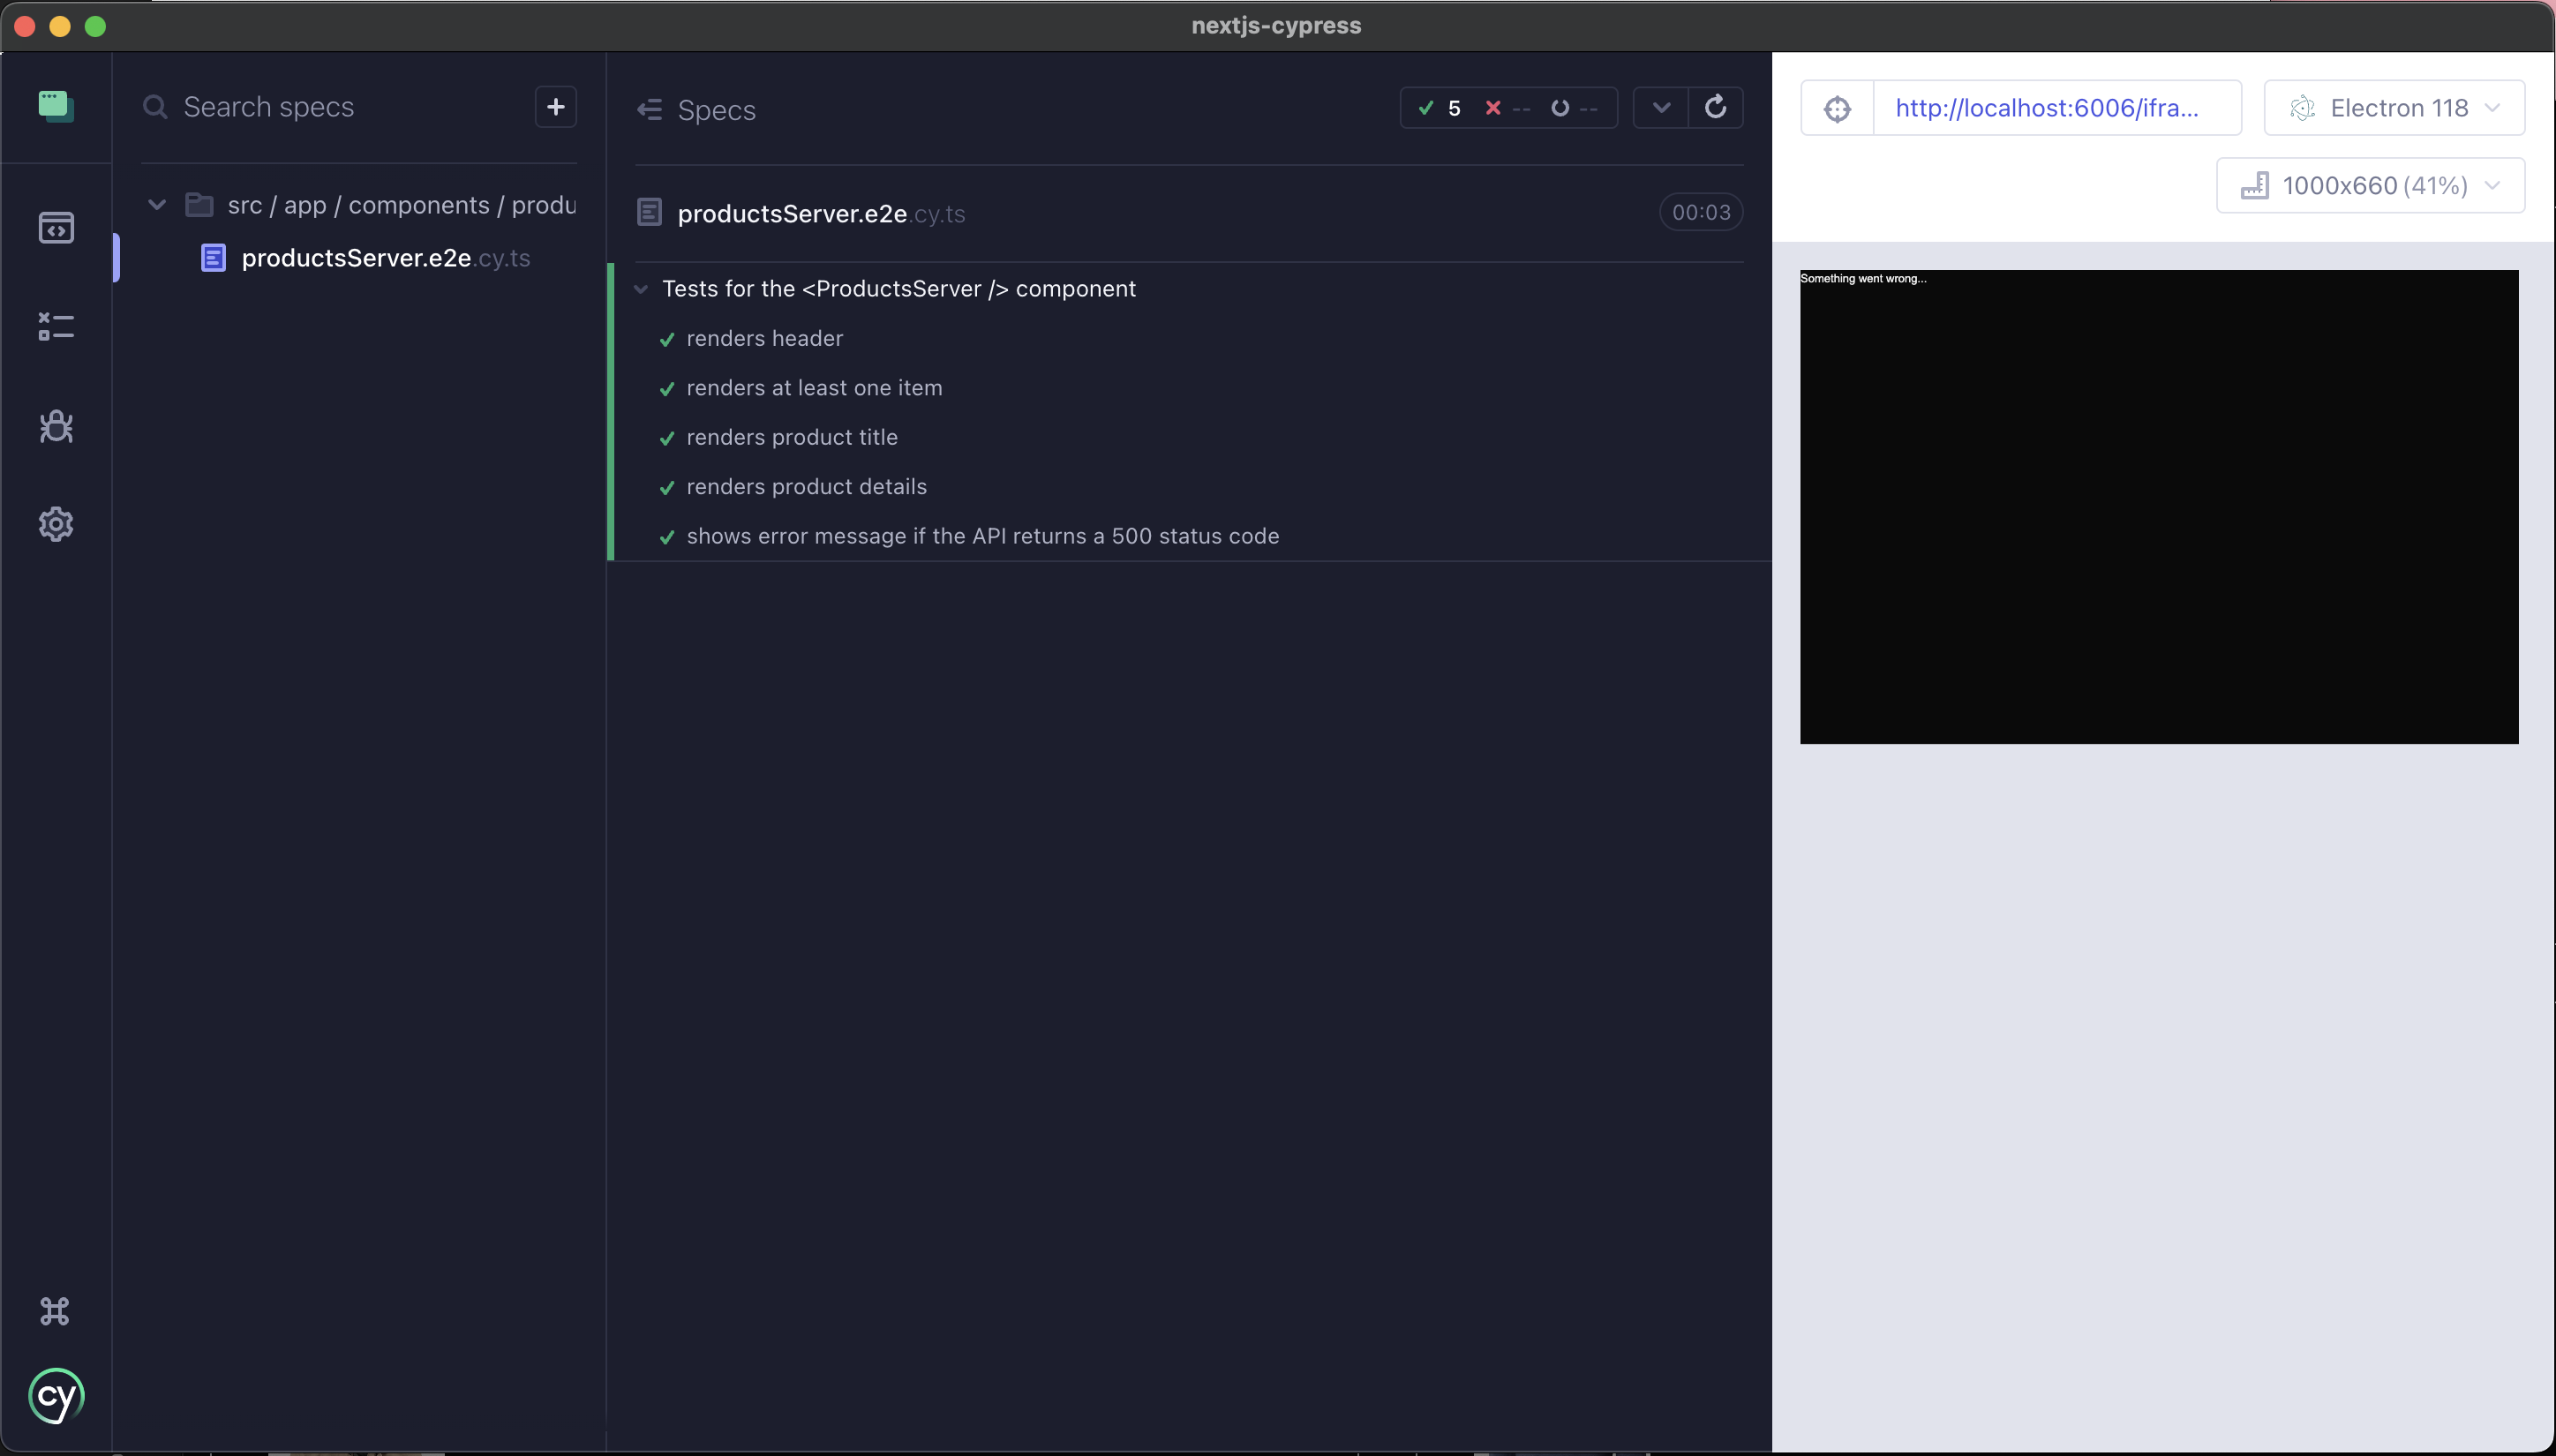 nextjs-cypress
Search specs
src / app / components / produ
productsServer.e2e.cy.ts
Specs
5 -- --
productsServer.e2e.cy.ts
00:03
Tests for the <ProductsServer /> component
renders header
renders at least one item
renders product title
renders product details
shows error message if the API returns a 500 status code
http://localhost:6006/ifra...
Electron 118
1000x660 (41%)
Something went wrong...
cy